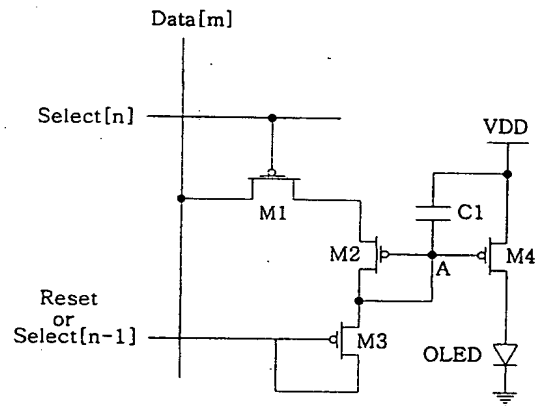 Data[m]
Select[n]
VDD
M1
C1
M2
A
M4
Reset
or
Select[n-1]
M3
OLED